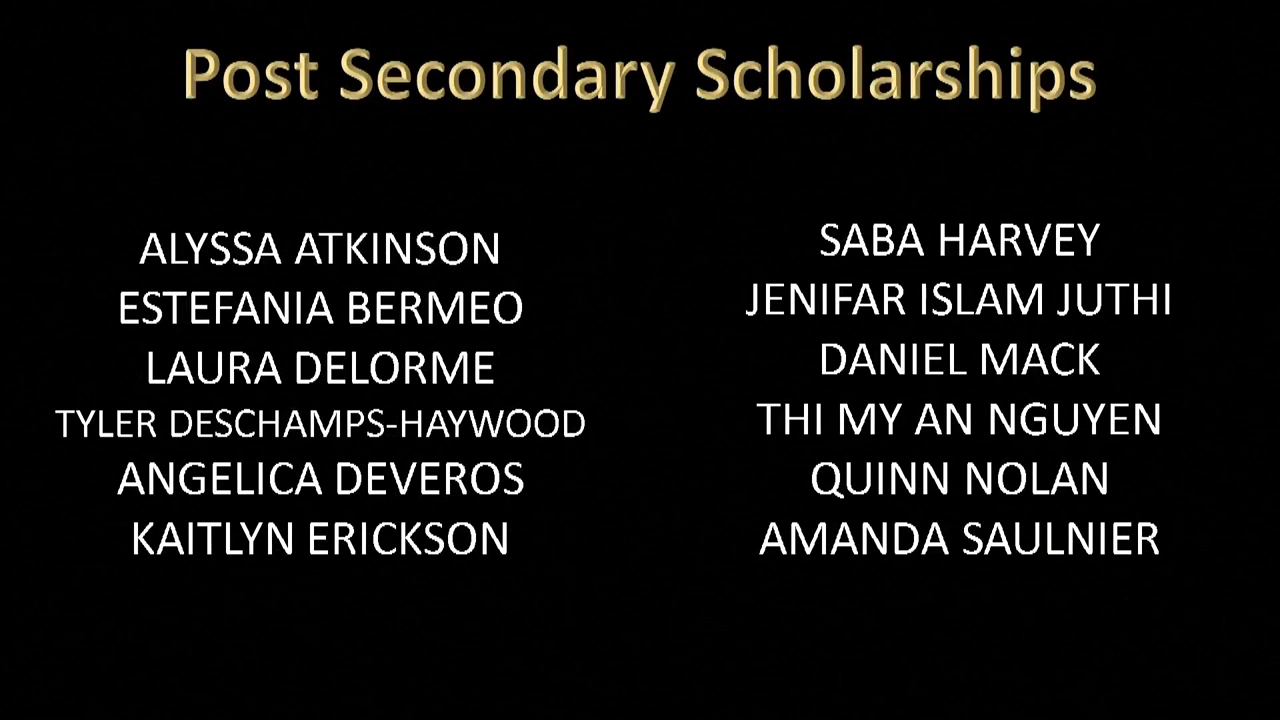 Post Secondary Scholarships
ALYSSA ATKINSON
ESTEFANIA BERMEO
LAURA DELORME
TYLER DESCHAMPS-HAYWOOD
ANGELICA DEVEROS
KAITLYN ERICKSON
SABA HARVEY
JENIFAR ISLAM JUTHI
DANIEL MACK
THI MY AN NGUYEN
QUINN NOLAN
AMANDA SAULNIER